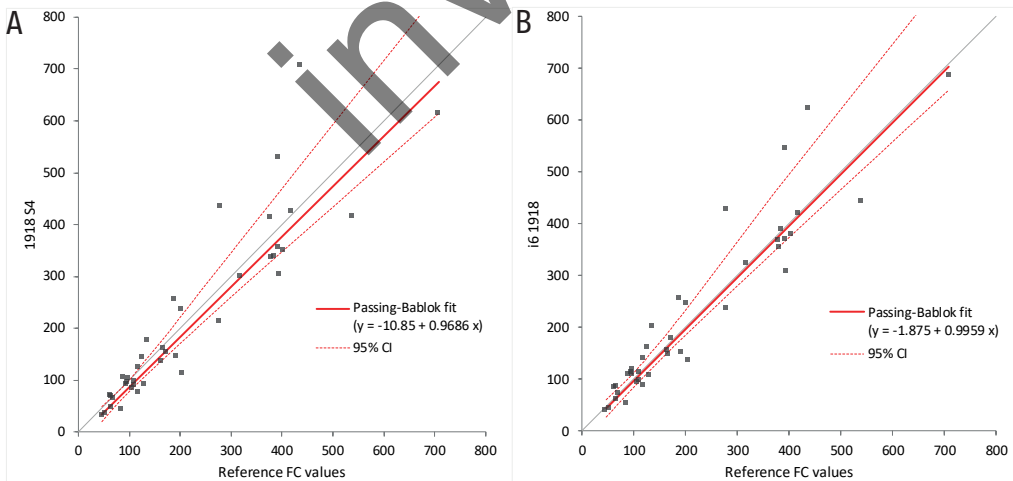 A
800
700
600
500
400
300
200
100
0
1918 S4
0 100 200 300 400 500 600 700 800
Reference FC values
Passing-Bablok fit
(y = -10.85 + 0.9686 x)
95% CI
in
B
800
700
600
500
400
300
200
100
0
i6 1918
0 100 200 300 400 500 600 700 800
Reference FC values
Passing-Bablok fit
(y = -1.875 + 0.9959 x)
95% CI